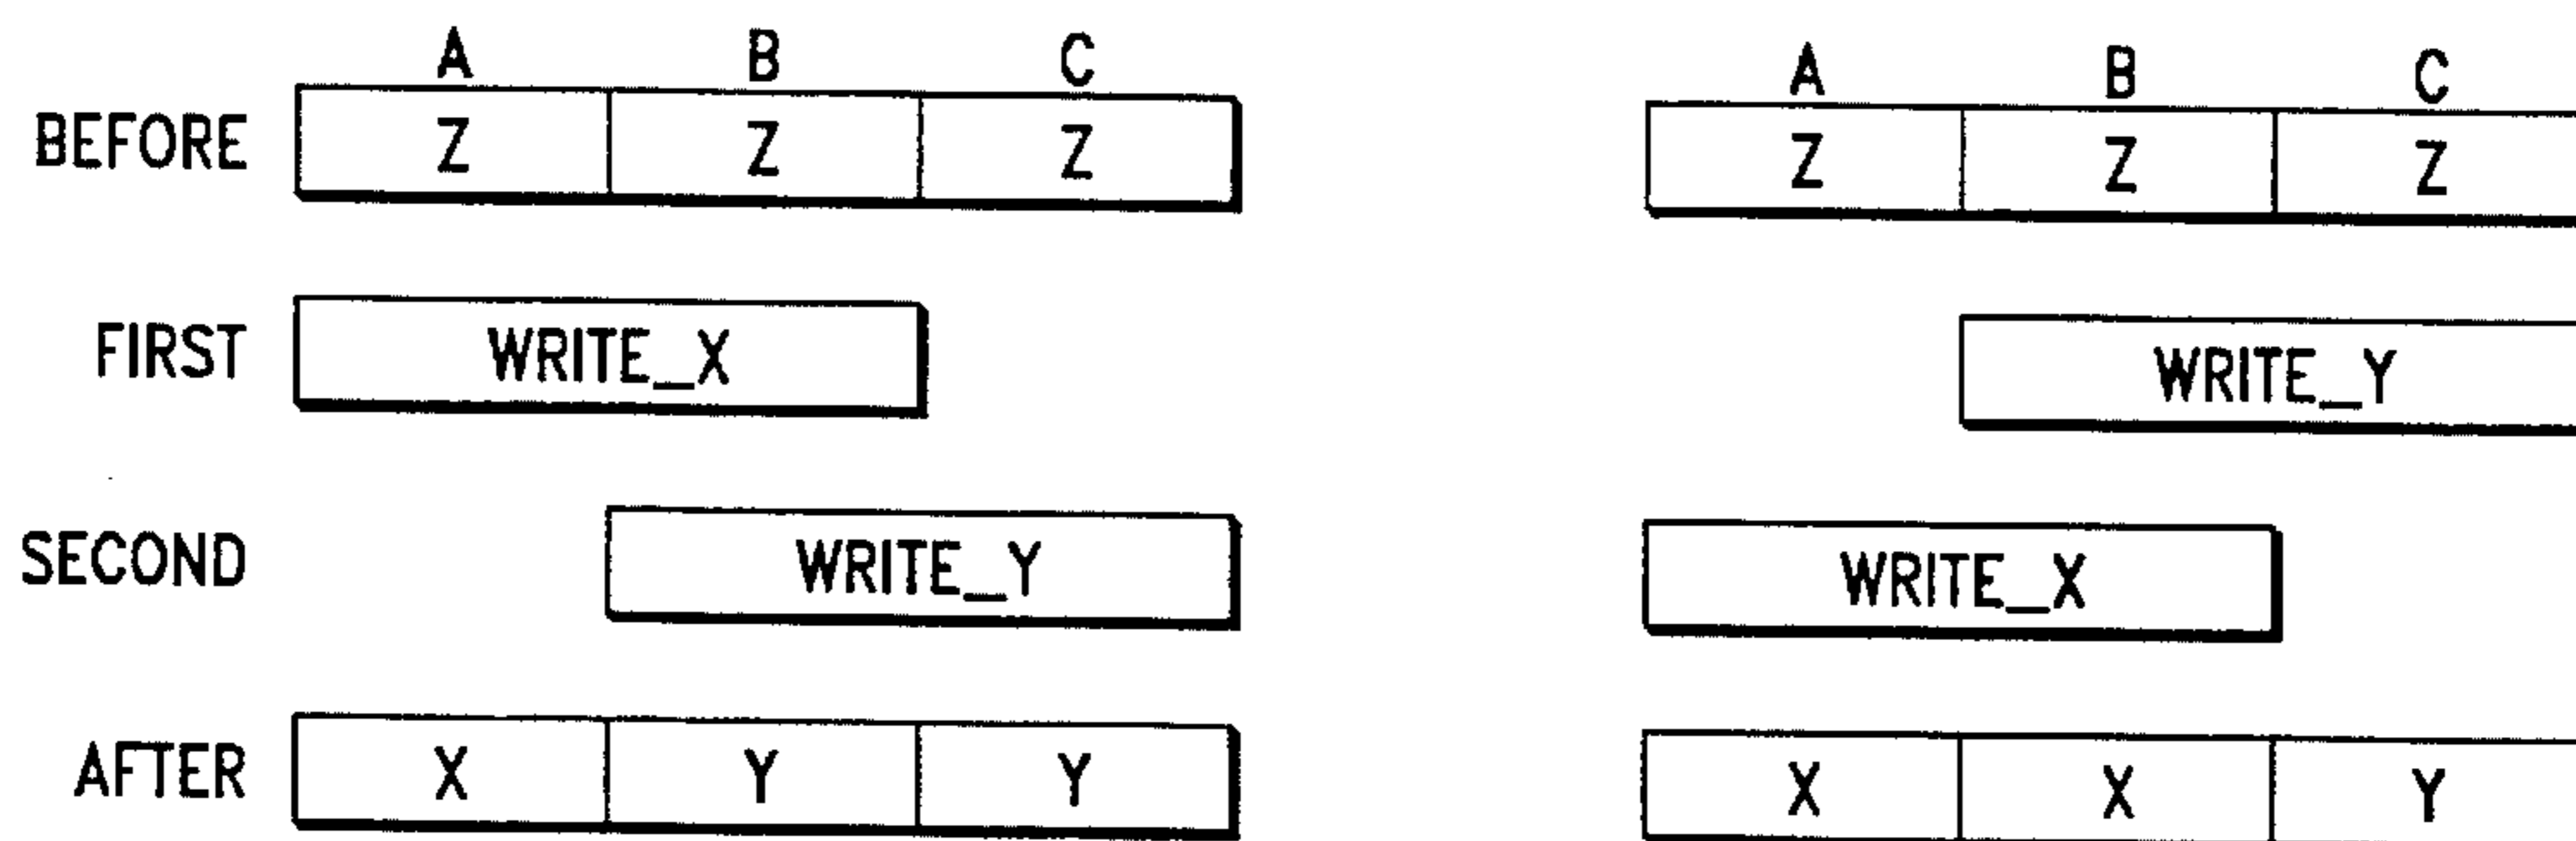 A B C A B C
BEFORE Z Z Z Z Z Z
FIRST WRITE_X WRITE_Y
SECOND WRITE_Y WRITE_X
AFTER X Y Y X X Y